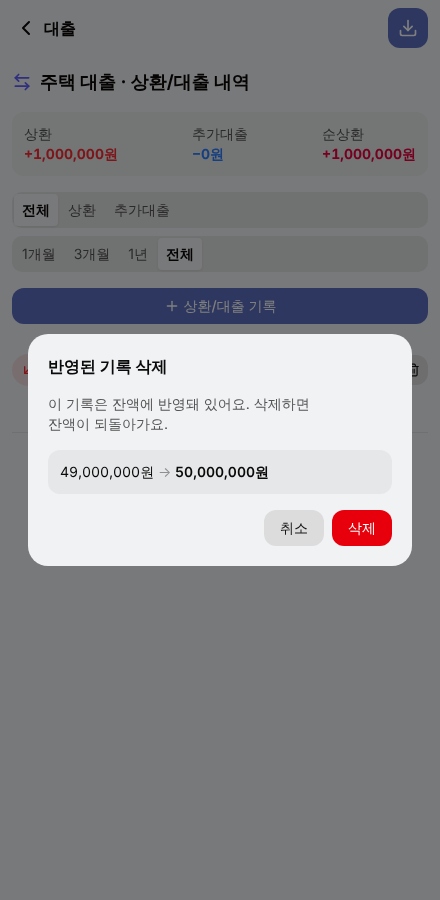 대출
주택 대출 · 상환/대출 내역
상환 추가대출 순상환
+1,000,000원 −0원 +1,000,000원
전체 상환 추가대출
1개월 3개월 1년 전체
+ 상환/대출 기록
반영된 기록 삭제
이 기록은 잔액에 반영돼 있어요. 삭제하면
잔액이 되돌아가요.
49,000,000원 → 50,000,000원
취소 삭제